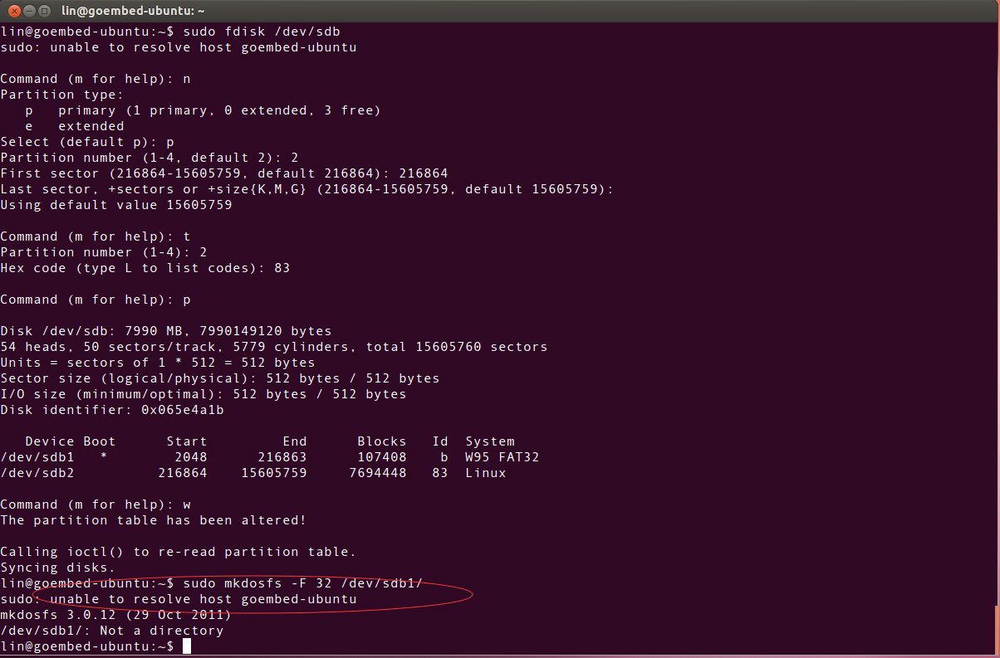 lin@goembed-ubuntu: ~
lin@goembed-ubuntu:~$ sudo fdisk /dev/sdb
sudo: unable to resolve host goembed-ubuntu
Command (m for help): n
Partition type:
   p   primary (1 primary, 0 extended, 3 free)
   e   extended
Select (default p): p
Partition number (1-4, default 2): 2
First sector (216864-15605759, default 216864): 216864
Last sector, +sectors or +size{K,M,G} (216864-15605759, default 15605759):
Using default value 15605759
Command (m for help): t
Partition number (1-4): 2
Hex code (type L to list codes): 83
Command (m for help): p
Disk /dev/sdb: 7990 MB, 7990149120 bytes
54 heads, 50 sectors/track, 5779 cylinders, total 15605760 sectors
Units = sectors of 1 * 512 = 512 bytes
Sector size (logical/physical): 512 bytes / 512 bytes
I/O size (minimum/optimal): 512 bytes / 512 bytes
Disk identifier: 0x065e4a1b
   Device Boot      Start         End      Blocks   Id  System
/dev/sdb1   *        2048      216863      107408    b  W95 FAT32
/dev/sdb2          216864    15605759     7694448   83  Linux
Command (m for help): w
The partition table has been altered!
Calling ioctl() to re-read partition table.
Syncing disks.
lin@goembed-ubuntu:~$ sudo mkdosfs -F 32 /dev/sdb1/
sudo: unable to resolve host goembed-ubuntu
mkdosfs 3.0.12 (29 Oct 2011)
/dev/sdb1/: Not a directory
lin@goembed-ubuntu:~$